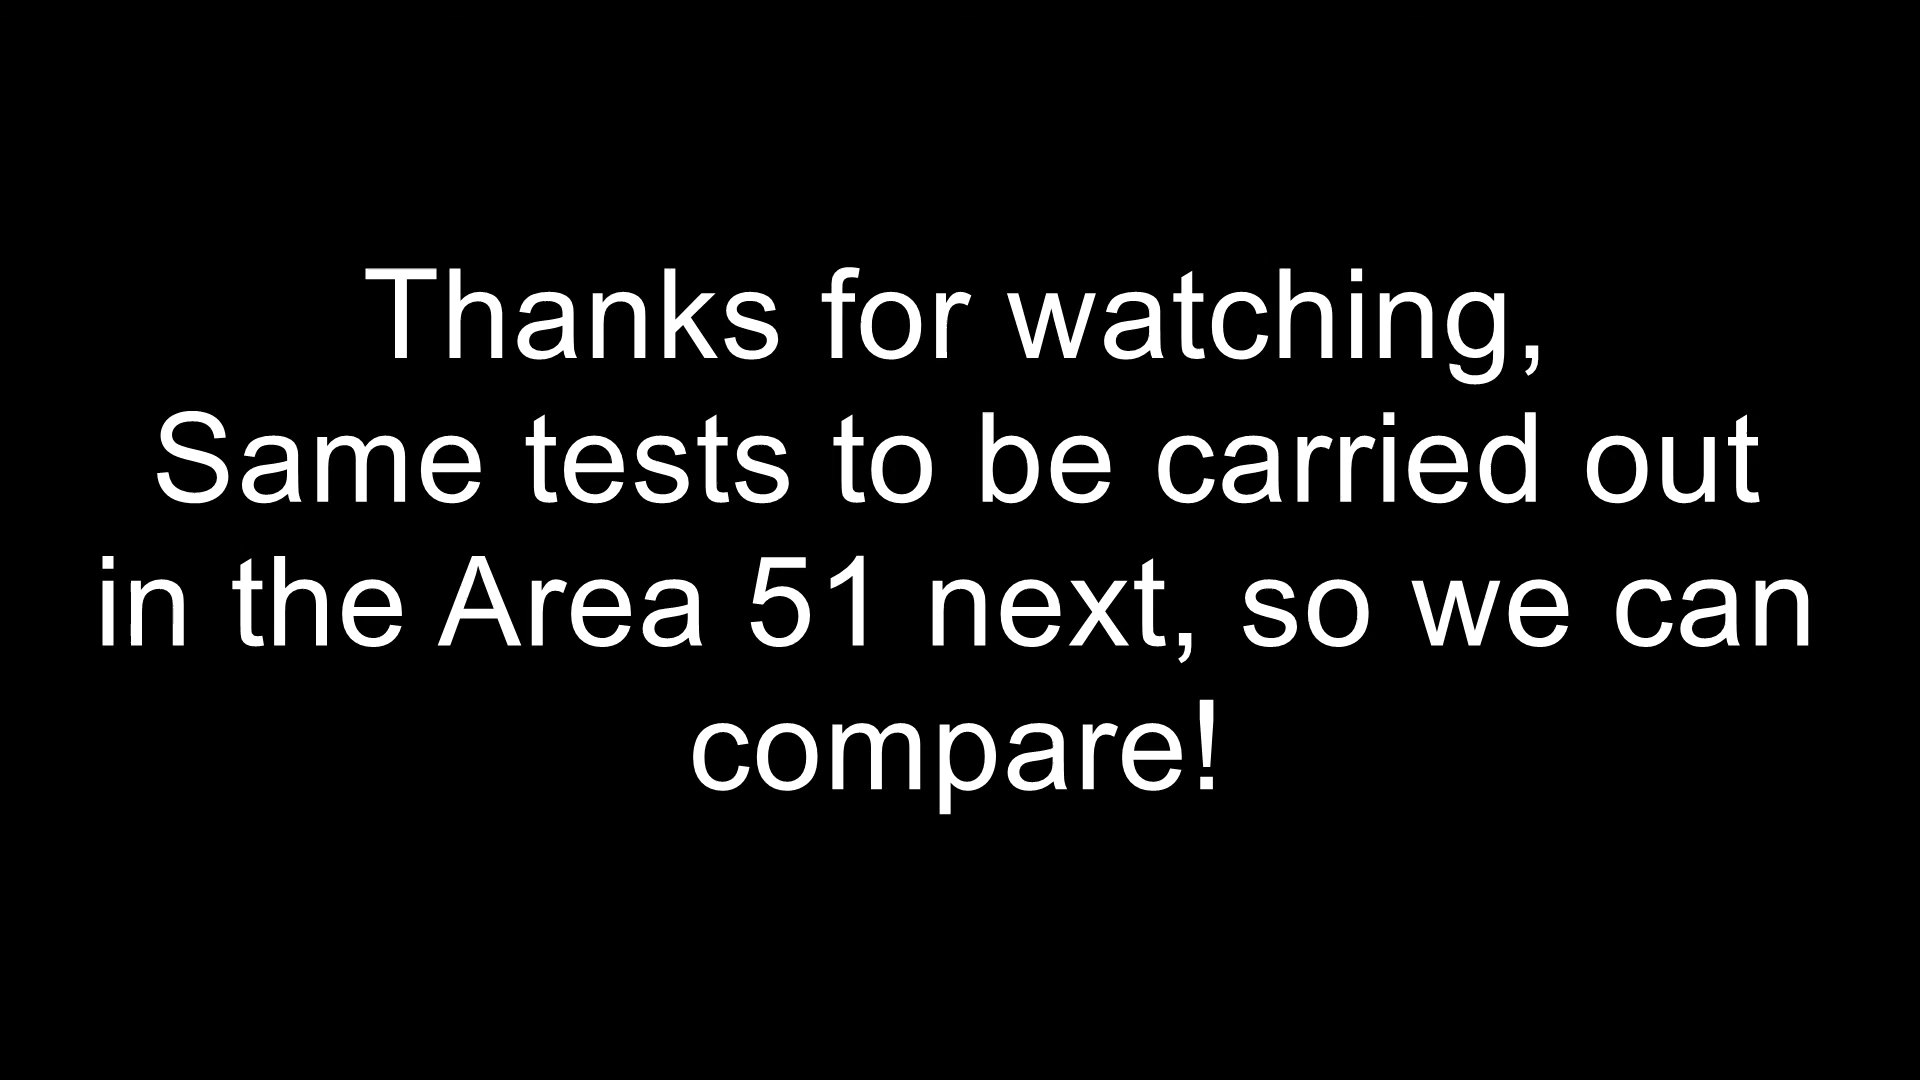 Thanks for watching,
Same tests to be carried out
in the Area 51 next, so we can
compare!